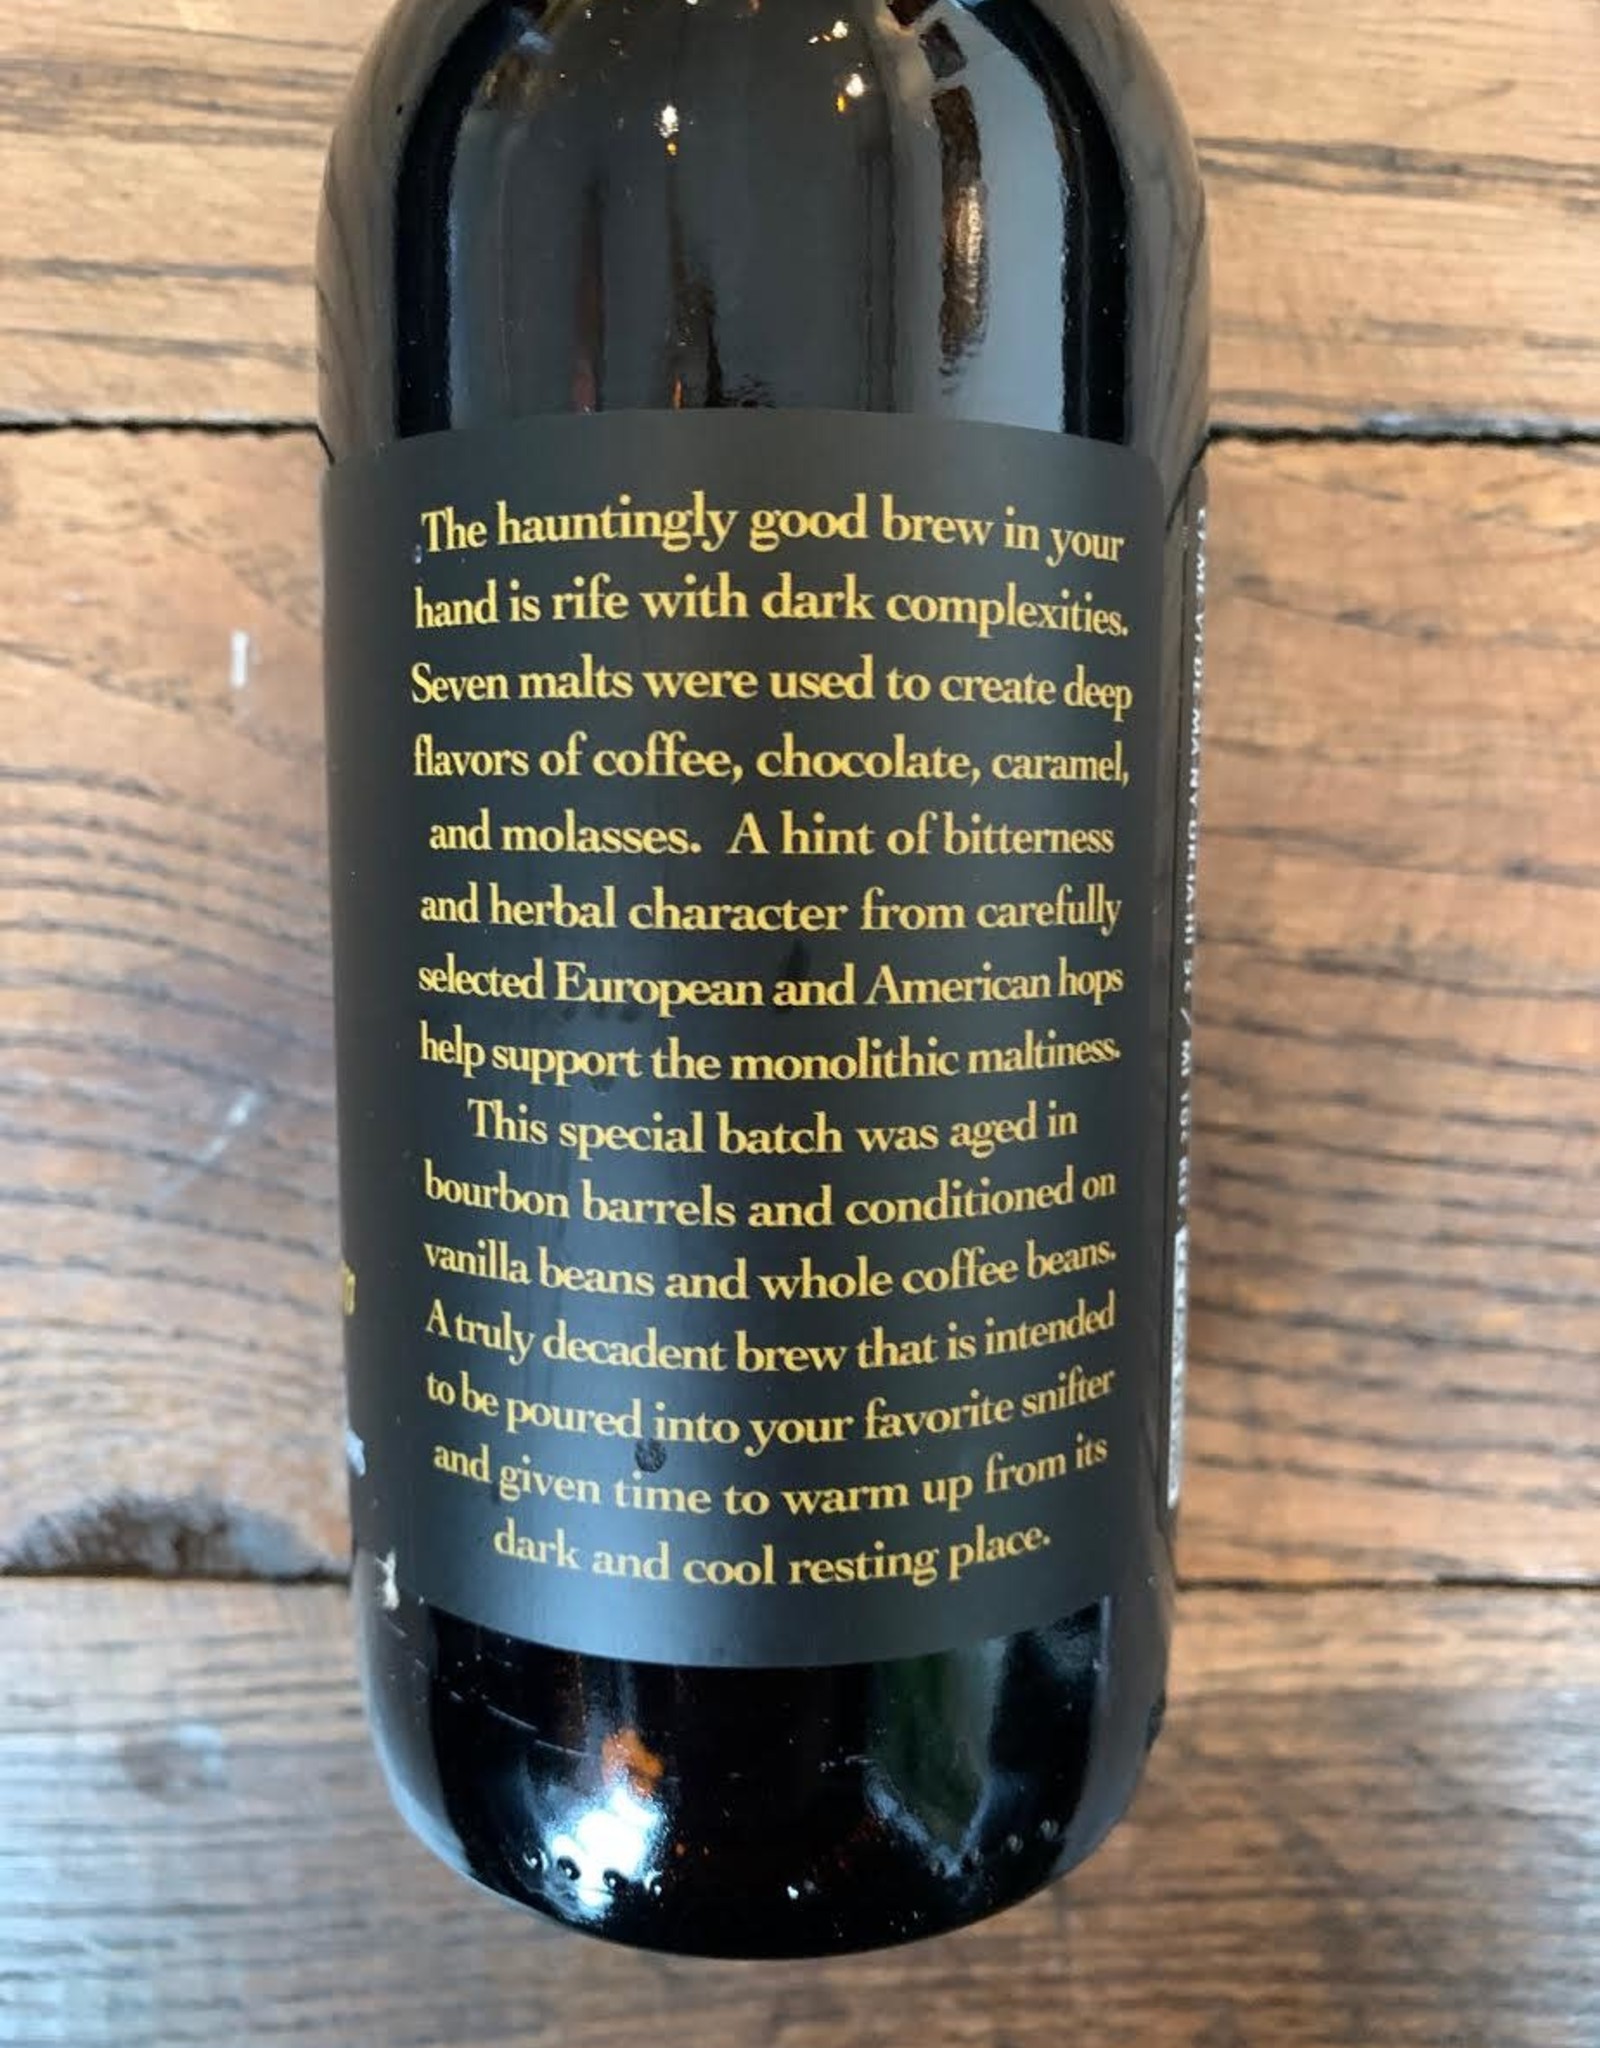 The hauntingly good brew in your
hand is rife with dark complexities.
Seven malts were used to create deep
flavors of coffee, chocolate, caramel,
and molasses. A hint of bitterness
and herbal character from carefully
selected European and American hops
help support the monolithic maltiness.
This special batch was aged in
bourbon barrels and conditioned on
vanilla beans and whole coffee beans.
A truly decadent brew that is intended
to be poured into your favorite snifter
and given time to warm up from its
dark and cool resting place.